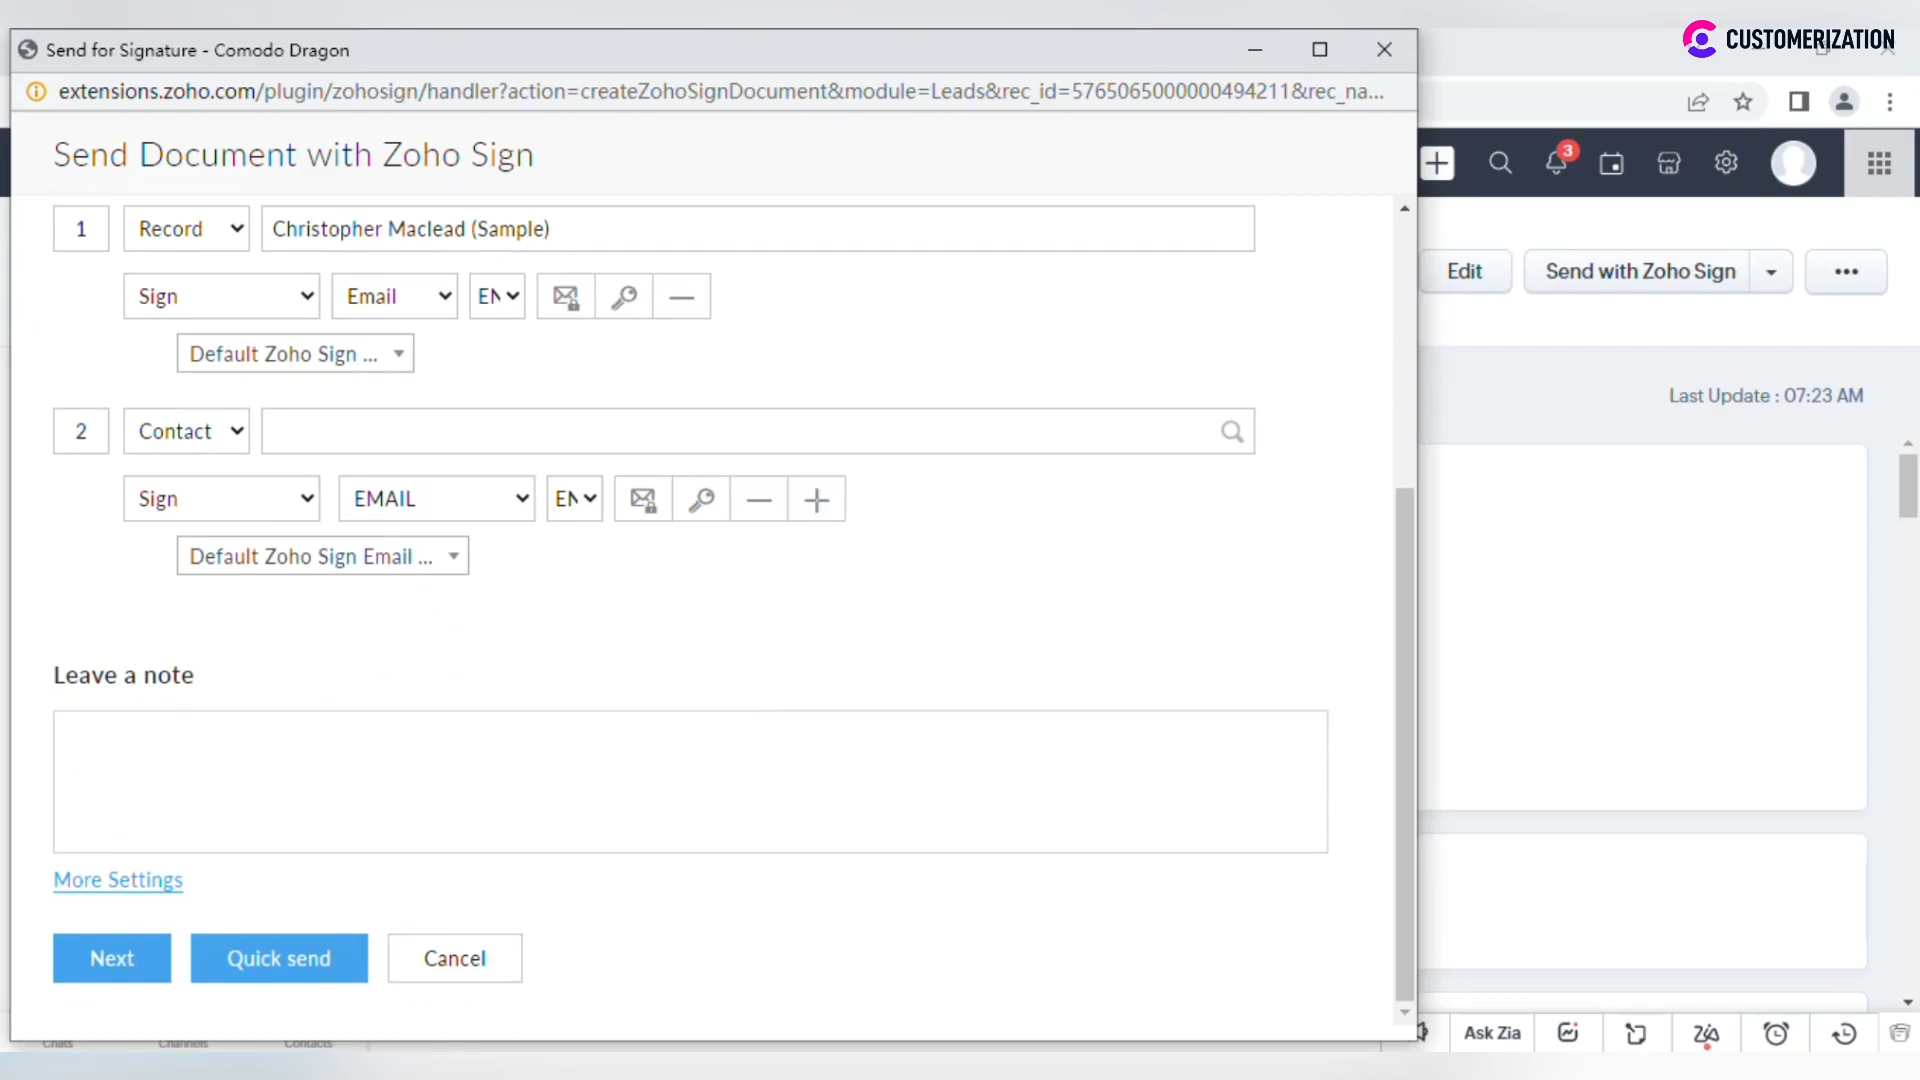 CUSTOMERIZATION
Send for Signature - Comodo Dragon
extensions.zoho.com/plugin/zohosign/handler?action=createZohoSignDocument&module=Leads&rec_id=5765065000000494211&rec_na...
Send Document with Zoho Sign
3
1 Record Christopher Maclead (Sample)
Edit Send with Zoho Sign
Sign Email EN
Default Zoho Sign ...
Last Update : 07:23 AM
2 Contact
Sign EMAIL EN
Default Zoho Sign Email ...
Leave a note
More Settings
Next Quick send Cancel
Ask Zia
Chats Channels Contacts